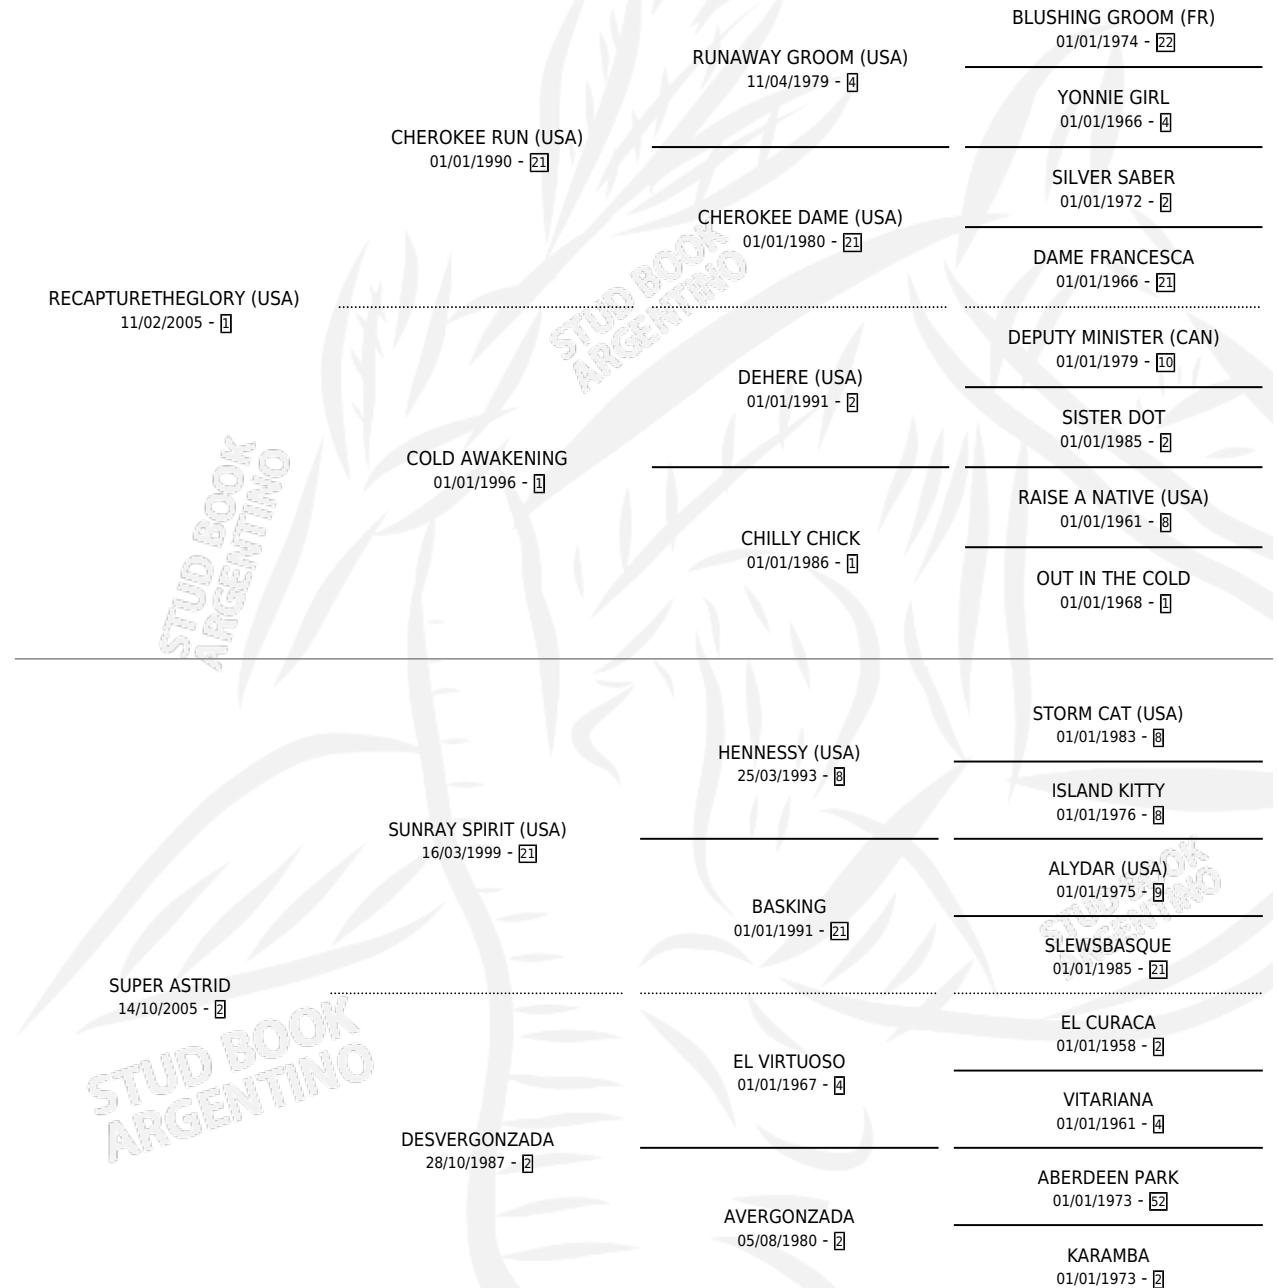 BLUSHING GROOM (FR)
01/01/1974 - 22
RUNAWAY GROOM (USA)
11/04/1979 - 4
YONNIE GIRL
01/01/1966 - 4
CHEROKEE RUN (USA)
01/01/1990 - 21
SILVER SABER
01/01/1972 - 2
CHEROKEE DAME (USA)
01/01/1980 - 21
DAME FRANCESCA
01/01/1966 - 21
RECAPTURETHEGLORY (USA)
11/02/2005 - 1
STUD BOOK
ARGENTINO
DEPUTY MINISTER (CAN)
01/01/1979 - 10
DEHERE (USA)
01/01/1991 - 2
SISTER DOT
01/01/1985 - 2
COLD AWAKENING
01/01/1996 - 1
RAISE A NATIVE (USA)
01/01/1961 - 8
CHILLY CHICK
01/01/1986 - 1
OUT IN THE COLD
01/01/1968 - 1
STUD BOOK
ARGENTINO
STORM CAT (USA)
01/01/1983 - 8
HENNESSY (USA)
25/03/1993 - 8
ISLAND KITTY
01/01/1976 - 8
SUNRAY SPIRIT (USA)
16/03/1999 - 21
ALYDAR (USA)
01/01/1975 - 9
BASKING
01/01/1991 - 21
SLEWSBASQUE
01/01/1985 - 21
STUD BOOK
ARGENTINO
SUPER ASTRID
14/10/2005 - 2
EL CURACA
01/01/1958 - 2
EL VIRTUOSO
01/01/1967 - 4
VITARIANA
01/01/1961 - 4
STUD BOOK
ARGENTINO
DESVERGONZADA
28/10/1987 - 2
ABERDEEN PARK
01/01/1973 - 52
AVERGONZADA
05/08/1980 - 2
KARAMBA
01/01/1973 - 2